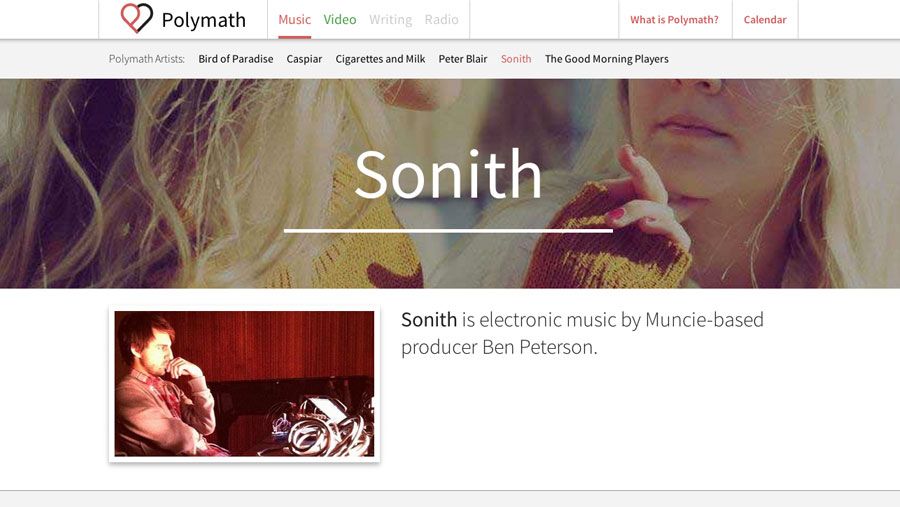 Polymath Music Video Writing Radio What is Polymath? Calendar
Polymath Artists: Bird of Paradise Caspiar Cigarettes and Milk Peter Blair Sonith The Good Morning Players
Sonith
Sonith is electronic music by Muncie-based
producer Ben Peterson.